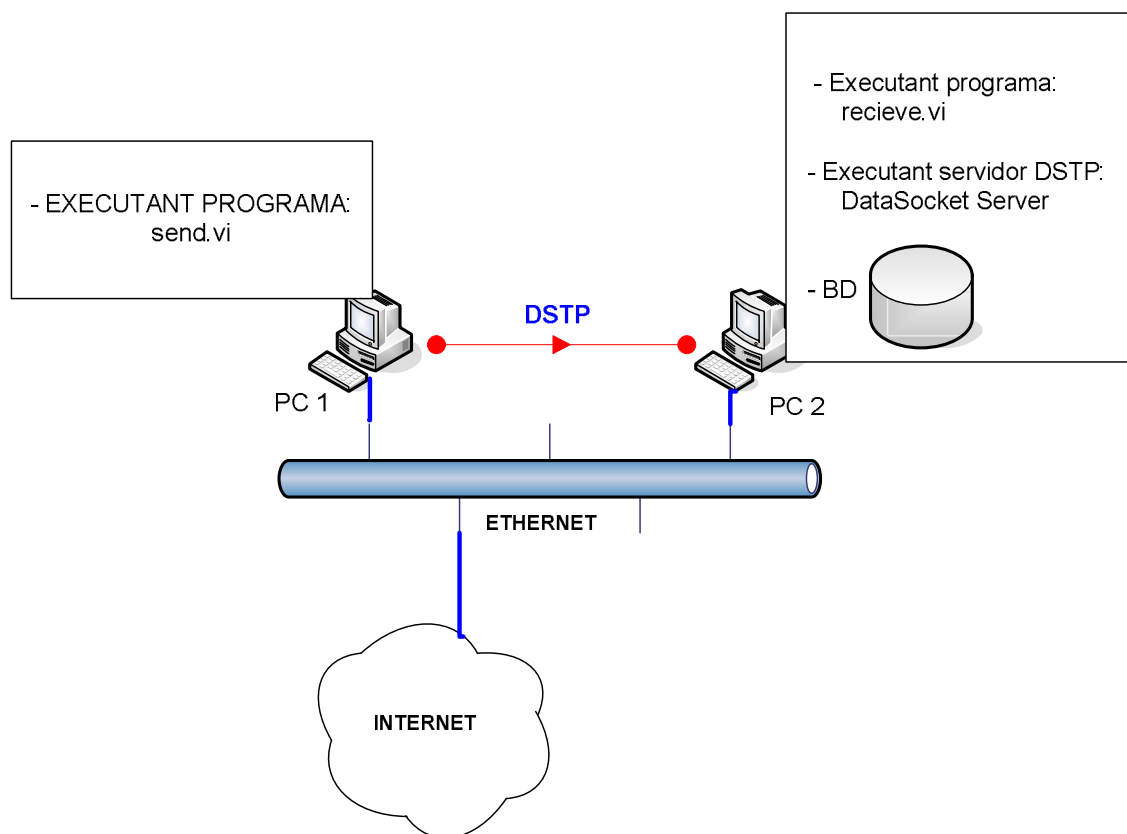 - EXECUTANT PROGRAMA:
send.vi
- Executant programa:
recieve.vi
- Executant servidor DSTP:
DataSocket Server
- BD
DSTP
PC 1
PC 2
ETHERNET
INTERNET